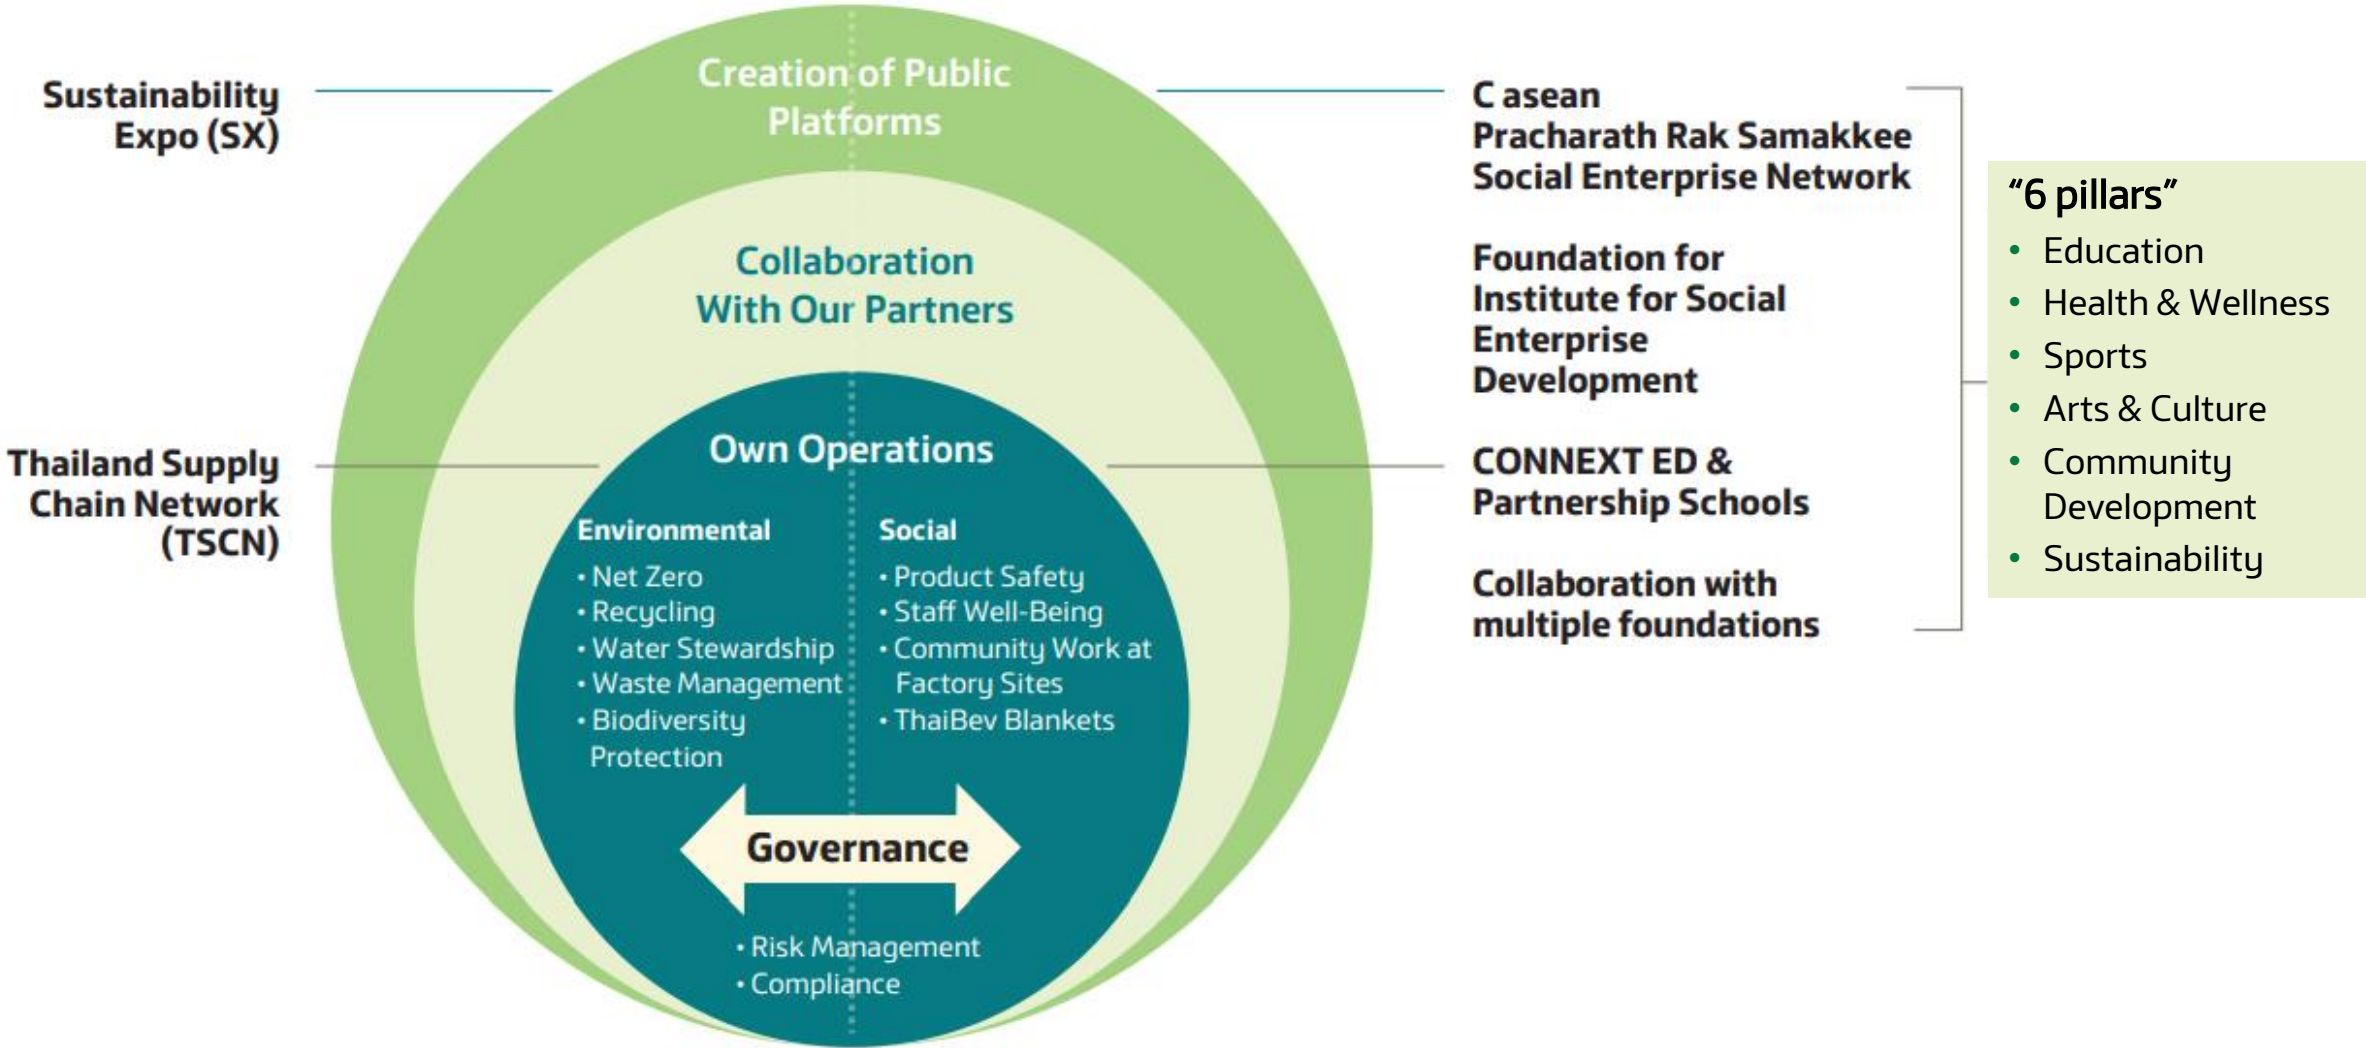 Sustainability
Expo (SX)
Thailand Supply
Chain Network
(TSCN)
Creation of Public
Platforms
Collaboration
With Our Partners
Own Operations
Environmental
• Net Zero
• Recycling
• Water Stewardship
• Waste Management
• Biodiversity
Protection
Social
• Product Safety
• Staff Well-Being
• Community Work at
Factory Sites
• ThaiBev Blankets
Governance
• Risk Management
• Compliance
C asean
Pracharath Rak Samakkee
Social Enterprise Network
Foundation for
Institute for Social
Enterprise
Development
CONNEXT ED &
Partnership Schools
Collaboration with
multiple foundations
“6 pillars”
• Education
• Health & Wellness
• Sports
• Arts & Culture
• Community
Development
• Sustainability